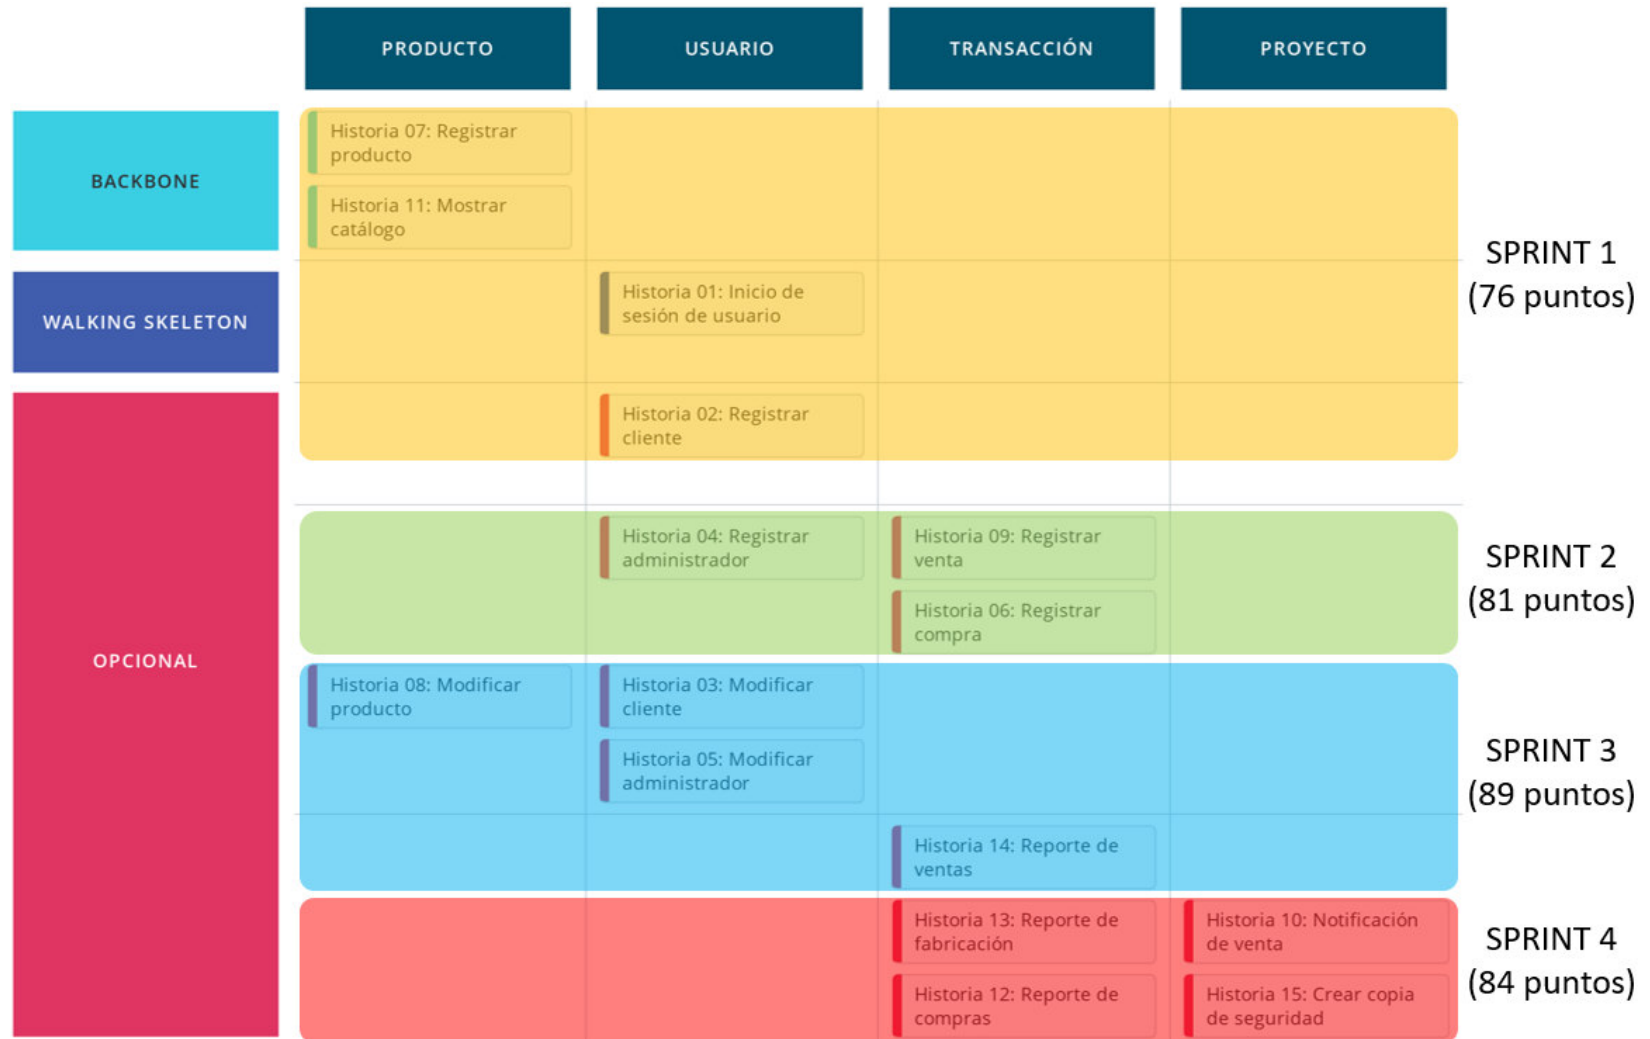 PRODUCTO
USUARIO
TRANSACCIÓN
PROYECTO
BACKBONE
Historia 07: Registrar
producto
Historia 11: Mostrar
catálogo
SPRINT 1
(76 puntos)
WALKING SKELETON
Historia 01: Inicio de
sesión de usuario
OPCIONAL
Historia 02: Registrar
cliente
Historia 04: Registrar
administrador
Historia 09: Registrar
venta
Historia 06: Registrar
compra
SPRINT 2
(81 puntos)
Historia 08: Modificar
producto
Historia 03: Modificar
cliente
Historia 05: Modificar
administrador
Historia 14: Reporte de
ventas
SPRINT 3
(89 puntos)
Historia 13: Reporte de
fabricación
Historia 10: Notificación
de venta
Historia 12: Reporte de
compras
Historia 15: Crear copia
de seguridad
SPRINT 4
(84 puntos)